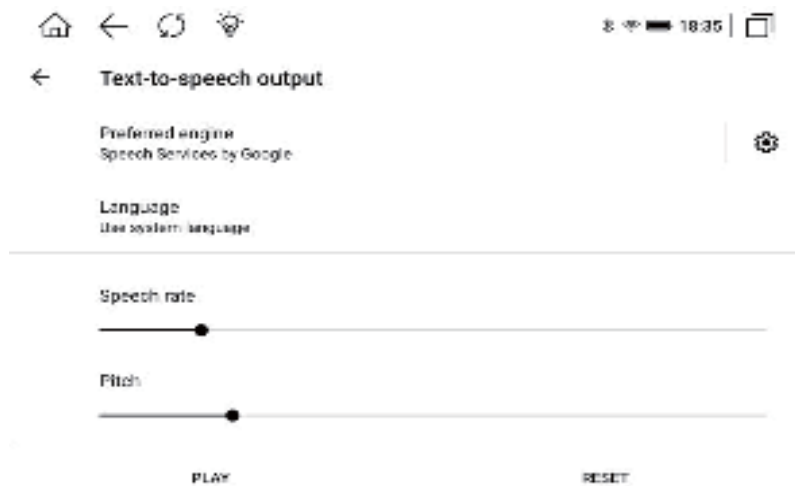 18:35
Text-to-speech output
Preferred engine
Speech Services by Google
Language
Use system language
Speech rate
Pitch
PLAY
RESET